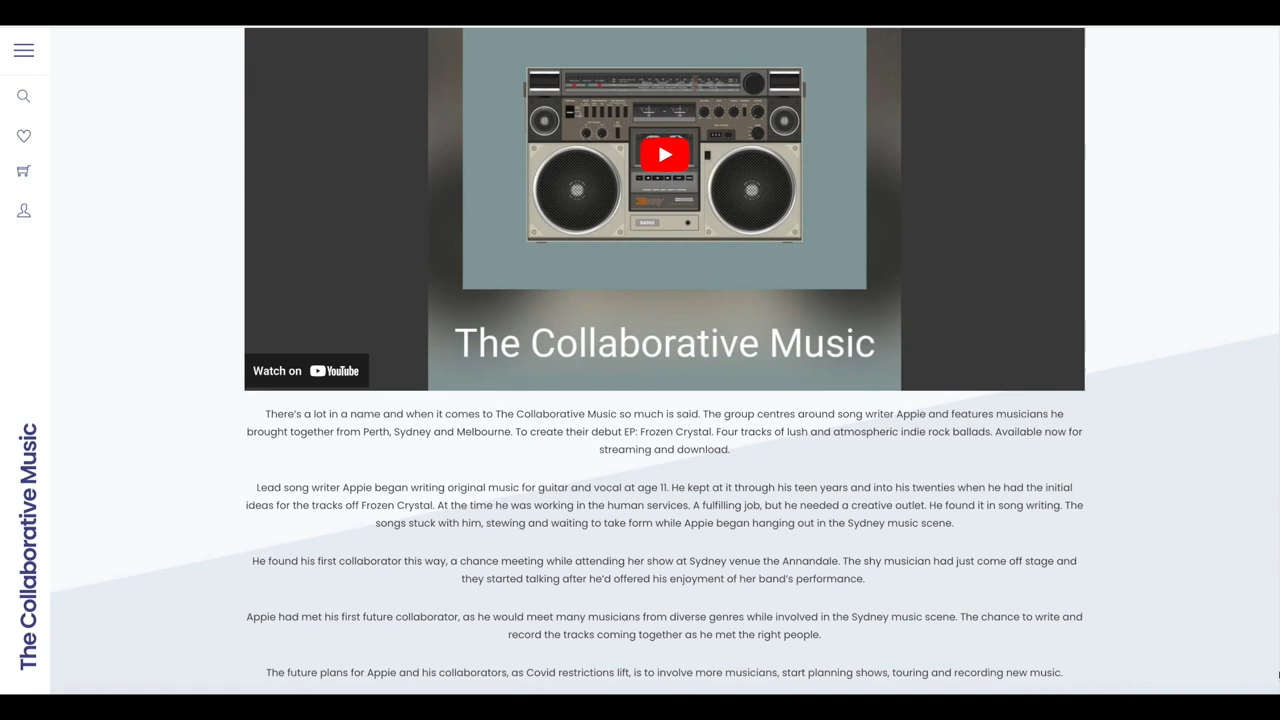 The Collaborative Music
Watch on YouTube
There's a lot in a name and when it comes to The Collaborative Music so much is said. The group centres around song writer Appie and features musicians he
brought together from Perth, Sydney and Melbourne. To create their debut EP: Frozen Crystal. Four tracks of lush and atmospheric indie rock ballads. Available now for
streaming and download.
Lead song writer Appie began writing original music for guitar and vocal at age 11. He kept at it through his teen years and into his twenties when he had the initial
ideas for the tracks off Frozen Crystal. At the time he was working in the human services. A fulfilling job, but he needed a creative outlet. He found it in song writing. The
songs stuck with him, stewing and waiting to take form while Appie began hanging out in the Sydney music scene.
He found his first collaborator this way, a chance meeting while attending her show at Sydney venue the Annandale. The shy musician had just come off stage and
they started talking after he'd offered his enjoyment of her band's performance.
Appie had met his first future collaborator, as he would meet many musicians from diverse genres while involved in the Sydney music scene. The chance to write and
record the tracks coming together as he met the right people.
The future plans for Appie and his collaborators, as Covid restrictions lift, is to involve more musicians, start planning shows, touring and recording new music.
The Collaborative Music